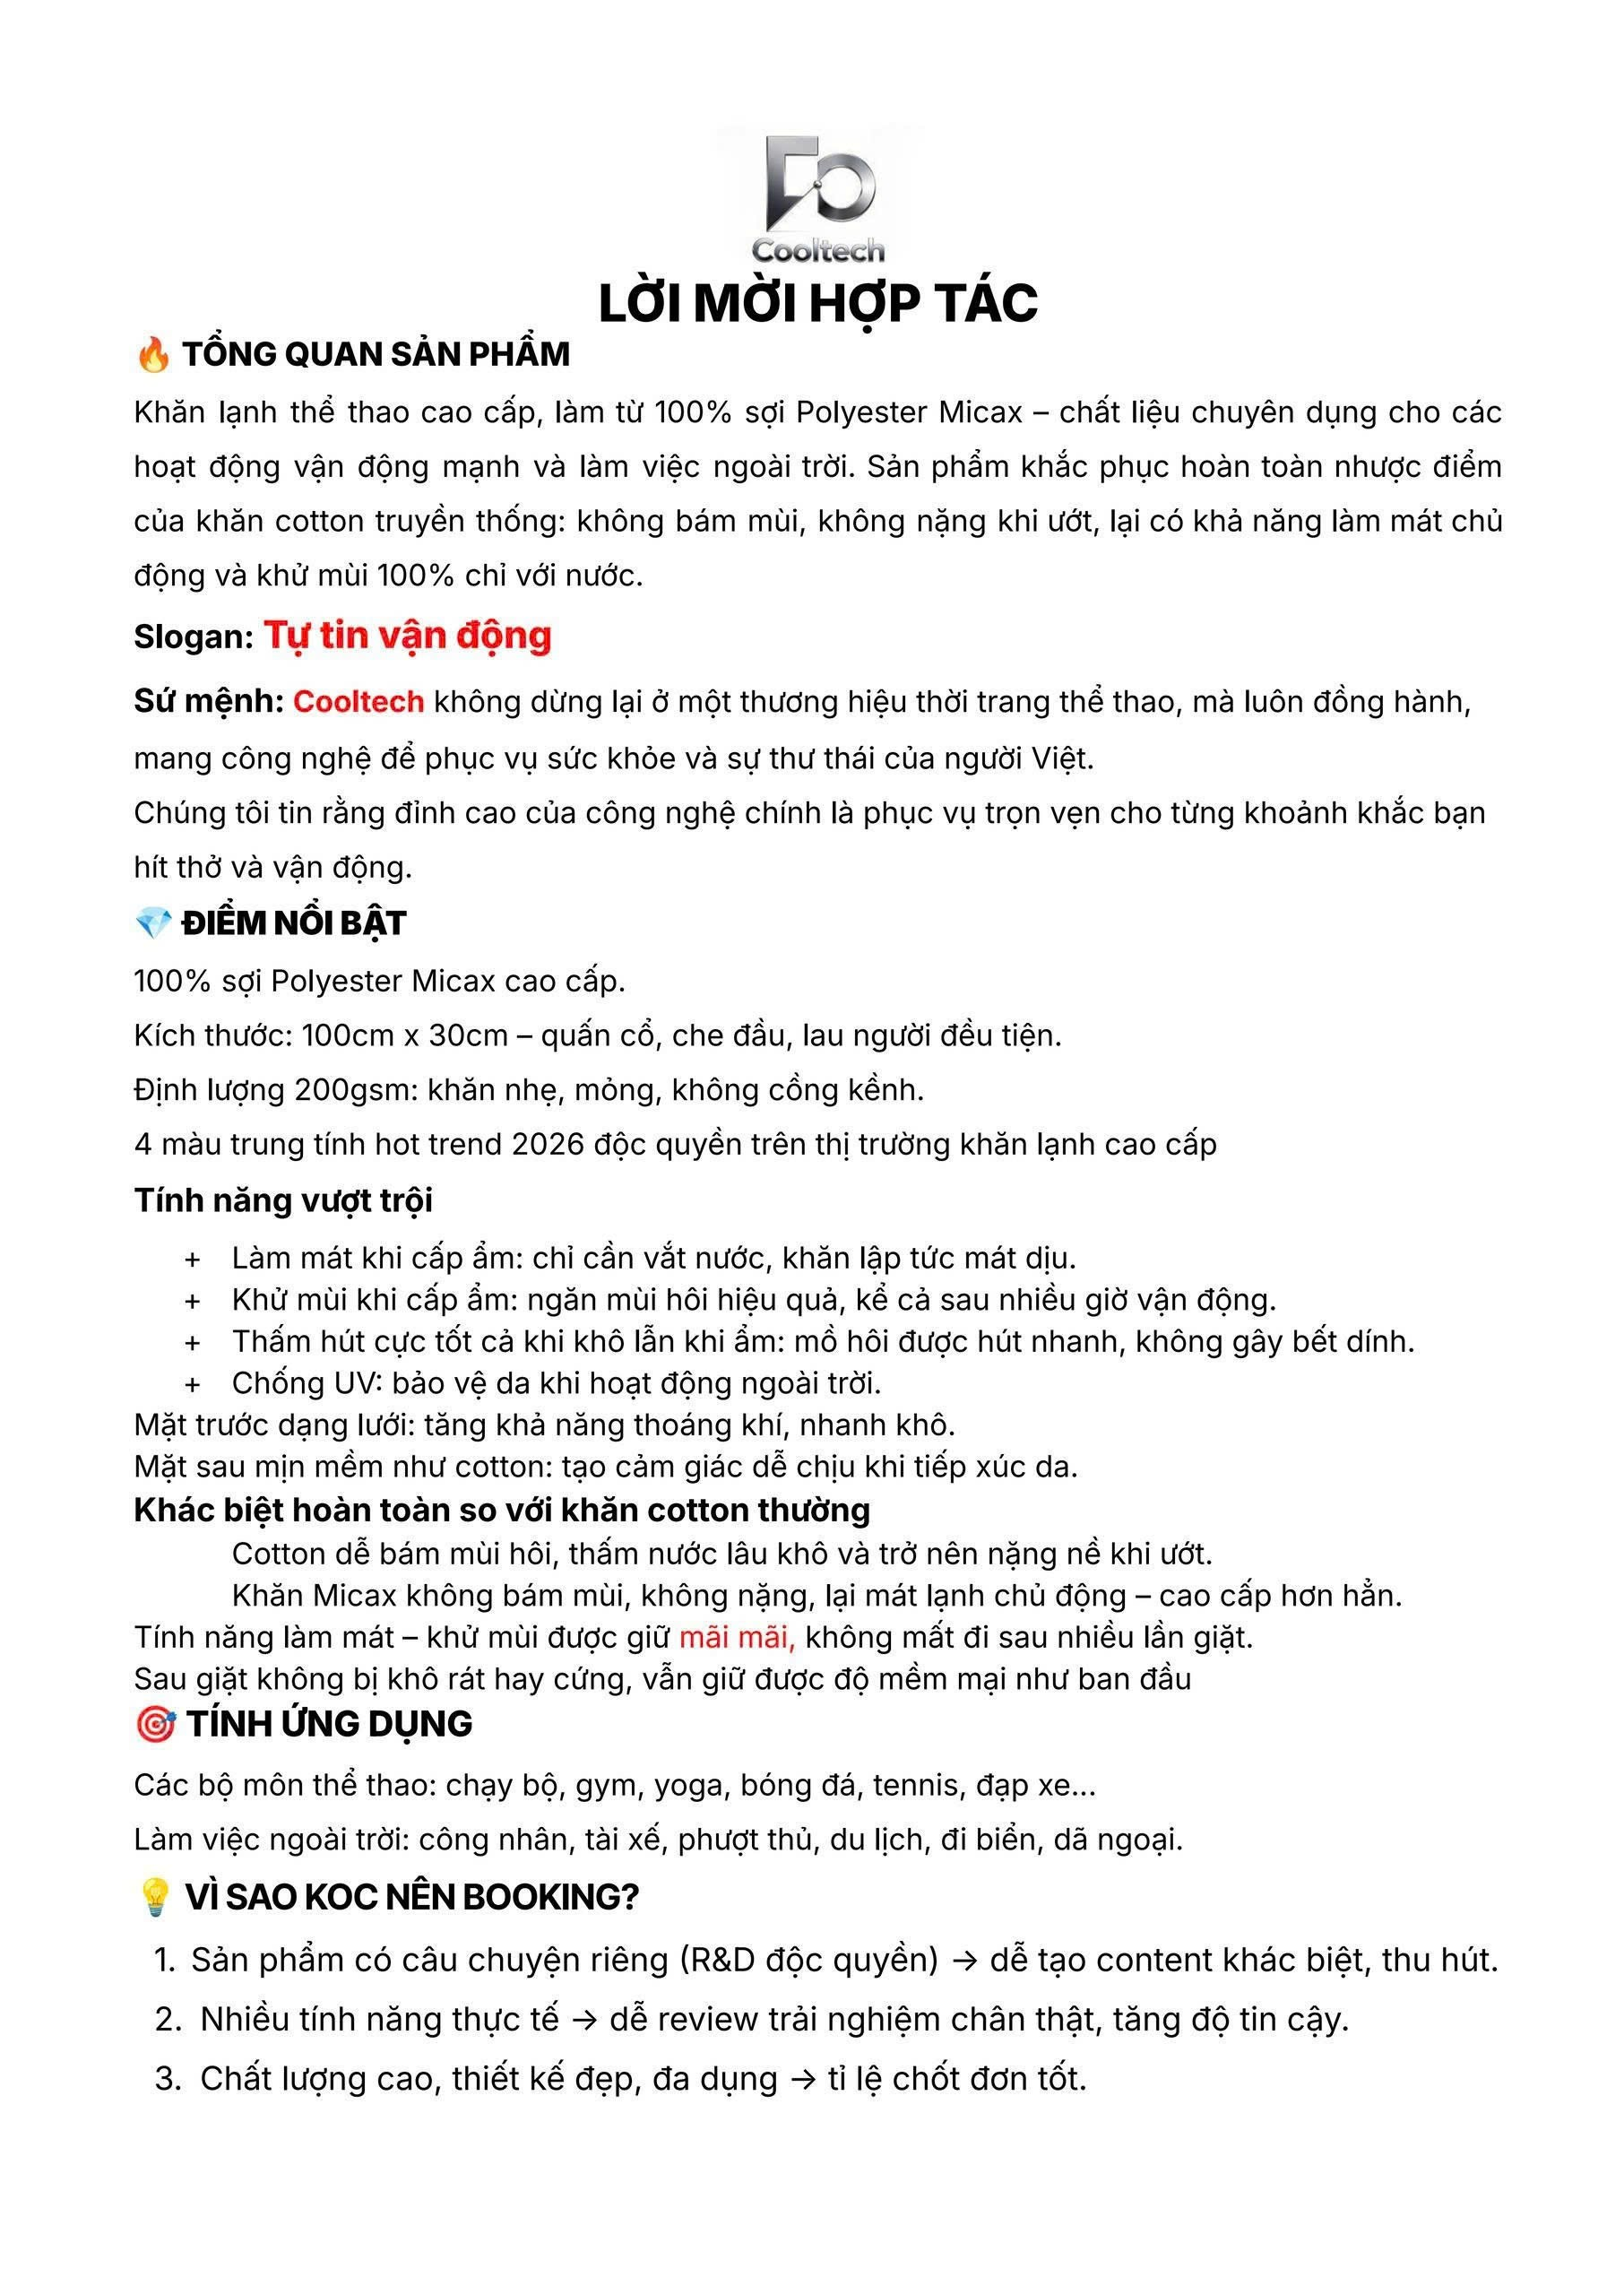 Cooltech
LỜI MỜI HỢP TÁC
🔥 TỔNG QUAN SẢN PHẨM
Khăn lạnh thể thao cao cấp, làm từ 100% sợi Polyester Micax – chất liệu chuyên dụng cho các
hoạt động vận động mạnh và làm việc ngoài trời. Sản phẩm khắc phục hoàn toàn nhược điểm
của khăn cotton truyền thống: không bám mùi, không nặng khi ướt, lại có khả năng làm mát chủ
động và khử mùi 100% chỉ với nước.
Slogan: Tự tin vận động
Sứ mệnh: Cooltech không dừng lại ở một thương hiệu thời trang thể thao, mà luôn đồng hành,
mang công nghệ để phục vụ sức khỏe và sự thư thái của người Việt.
Chúng tôi tin rằng đỉnh cao của công nghệ chính là phục vụ trọn vẹn cho từng khoảnh khắc bạn
hít thở và vận động.
💎 ĐIỂM NỔI BẬT
100% sợi Polyester Micax cao cấp.
Kích thước: 100cm x 30cm – quấn cổ, che đầu, lau người đều tiện.
Định lượng 200gsm: khăn nhẹ, mỏng, không cồng kềnh.
4 màu trung tính hot trend 2026 độc quyền trên thị trường khăn lạnh cao cấp
Tính năng vượt trội
+ Làm mát khi cấp ẩm: chỉ cần vắt nước, khăn lập tức mát dịu.
+ Khử mùi khi cấp ẩm: ngăn mùi hôi hiệu quả, kể cả sau nhiều giờ vận động.
+ Thấm hút cực tốt cả khi khô lẫn khi ẩm: mồ hôi được hút nhanh, không gây bết dính.
+ Chống UV: bảo vệ da khi hoạt động ngoài trời.
Mặt trước dạng lưới: tăng khả năng thoáng khí, nhanh khô.
Mặt sau mịn mềm như cotton: tạo cảm giác dễ chịu khi tiếp xúc da.
Khác biệt hoàn toàn so với khăn cotton thường
Cotton dễ bám mùi hôi, thấm nước lâu khô và trở nên nặng nề khi ướt.
Khăn Micax không bám mùi, không nặng, lại mát lạnh chủ động – cao cấp hơn hẳn.
Tính năng làm mát – khử mùi được giữ mãi mãi, không mất đi sau nhiều lần giặt.
Sau giặt không bị khô rát hay cứng, vẫn giữ được độ mềm mại như ban đầu
🎯 TÍNH ỨNG DỤNG
Các bộ môn thể thao: chạy bộ, gym, yoga, bóng đá, tennis, đạp xe...
Làm việc ngoài trời: công nhân, tài xế, phượt thủ, du lịch, đi biển, dã ngoại.
💡 VÌ SAO KOC NÊN BOOKING?
1. Sản phẩm có câu chuyện riêng (R&D độc quyền) → dễ tạo content khác biệt, thu hút.
2. Nhiều tính năng thực tế → dễ review trải nghiệm chân thật, tăng độ tin cậy.
3. Chất lượng cao, thiết kế đẹp, đa dụng → tỉ lệ chốt đơn tốt.